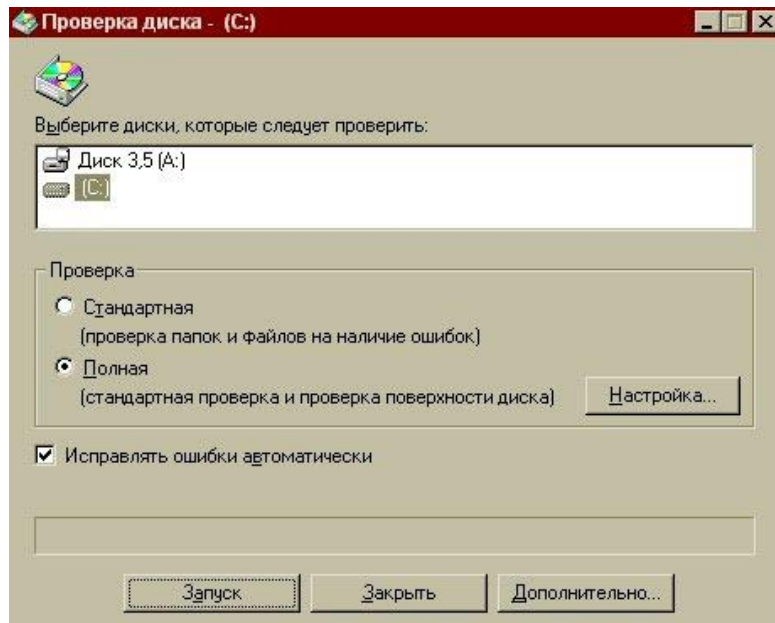 Проверка диска - (C:)
Выберите диски, которые следует проверить:
Диск 3,5 (A:)
(C:)
Проверка
Стандартная
(проверка папок и файлов на наличие ошибок)
Полная
(стандартная проверка и проверка поверхности диска)
Настройка...
Исправлять ошибки автоматически
Запуск Закрыть Дополнительно...